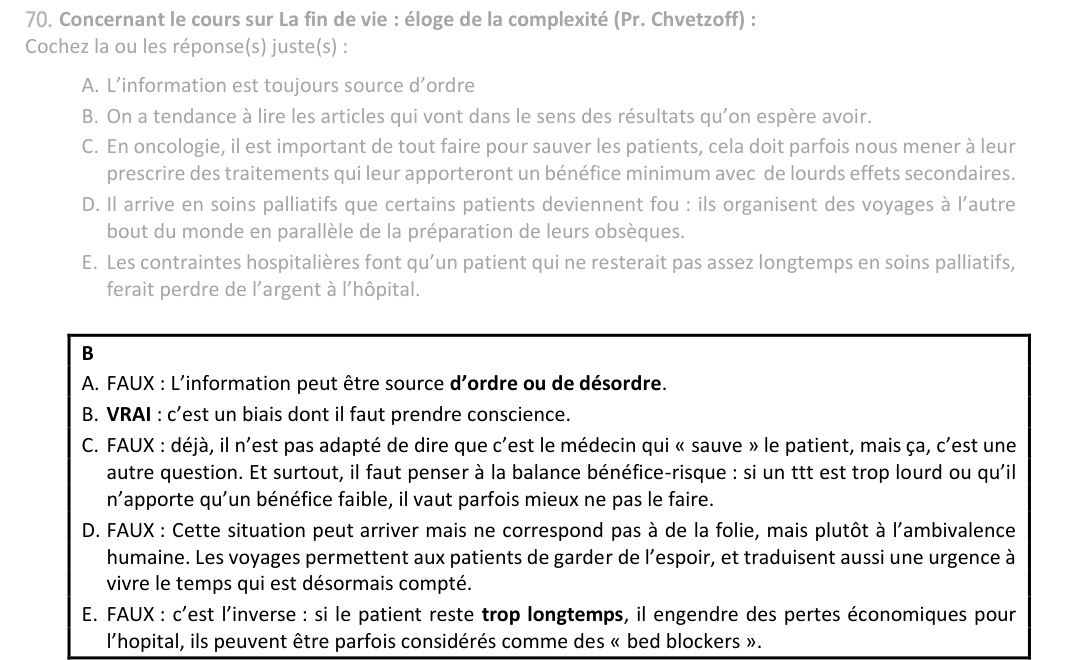 70. Concernant le cours sur La fin de vie : éloge de la complexité (Pr. Chvetzoff) :
Cochez la ou les réponse(s) juste(s) :
A. L’information est toujours source d’ordre
B. On a tendance à lire les articles qui vont dans le sens des résultats qu’on espère avoir.
C. En oncologie, il est important de tout faire pour sauver les patients, cela doit parfois nous mener à leur
prescrire des traitements qui leur apporteront un bénéfice minimum avec de lourds effets secondaires.
D. Il arrive en soins palliatifs que certains patients deviennent fou : ils organisent des voyages à l’autre
bout du monde en parallèle de la préparation de leurs obsèques.
E. Les contraintes hospitalières font qu’un patient qui ne resterait pas assez longtemps en soins palliatifs,
ferait perdre de l’argent à l’hôpital.
B
A. FAUX : L’information peut être source d’ordre ou de désordre.
B. VRAI : c’est un biais dont il faut prendre conscience.
C. FAUX : déjà, il n’est pas adapté de dire que c’est le médecin qui « sauve » le patient, mais ça, c’est une
autre question. Et surtout, il faut penser à la balance bénéfice-risque : si un ttt est trop lourd ou qu’il
n’apporte qu’un bénéfice faible, il vaut parfois mieux ne pas le faire.
D. FAUX : Cette situation peut arriver mais ne correspond pas à de la folie, mais plutôt à l’ambivalence
humaine. Les voyages permettent aux patients de garder de l’espoir, et traduisent aussi une urgence à
vivre le temps qui est désormais compté.
E. FAUX : c’est l’inverse : si le patient reste trop longtemps, il engendre des pertes économiques pour
l’hopital, ils peuvent être parfois considérés comme des « bed blockers ».